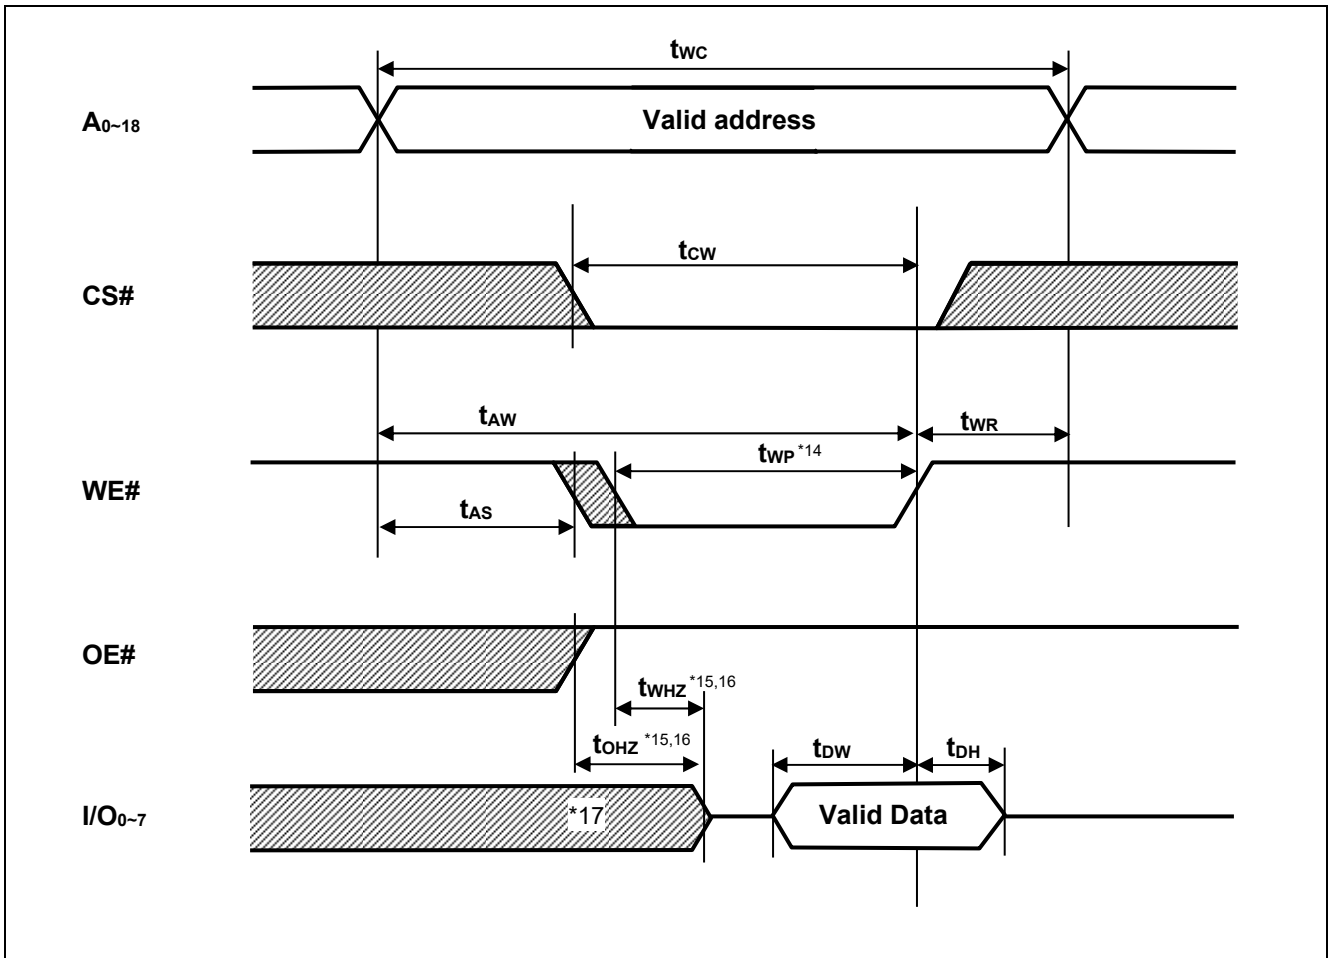 tWC
A0~18
Valid address
tCW
CS#
tAW
tWR
tWP *14
WE#
tAS
OE#
tWHZ *15,16
tOHZ *15,16
tDW
tDH
I/O0~7
*17
Valid Data